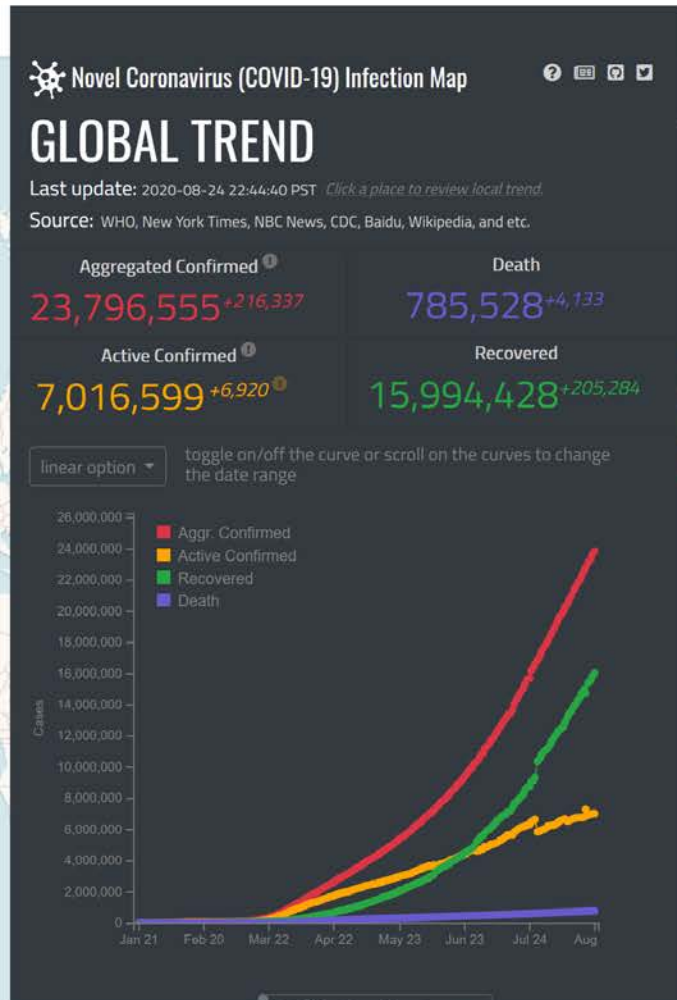 Novel Coronavirus (COVID-19) Infection Map
GLOBAL TREND
Last update: 2020-08-24 22:44:40 PST Click a place to review local trend.
Source: WHO, New York Times, NBC News, CDC, Baidu, Wikipedia, and etc.
Aggregated Confirmed
23,796,555 +216,337
Death
785,528 +4,133
Active Confirmed
7,016,599 +6,920
Recovered
15,994,428 +205,284
linear option
toggle on/off the curve or scroll on the curves to change
the date range
Aggr. Confirmed
Active Confirmed
Recovered
Death
Cases
26,000,000
24,000,000
22,000,000
20,000,000
18,000,000
16,000,000
14,000,000
12,000,000
10,000,000
8,000,000
6,000,000
4,000,000
2,000,000
0
Jan 21 Feb 20 Mar 22 Apr 22 May 23 Jun 23 Jul 24 Aug